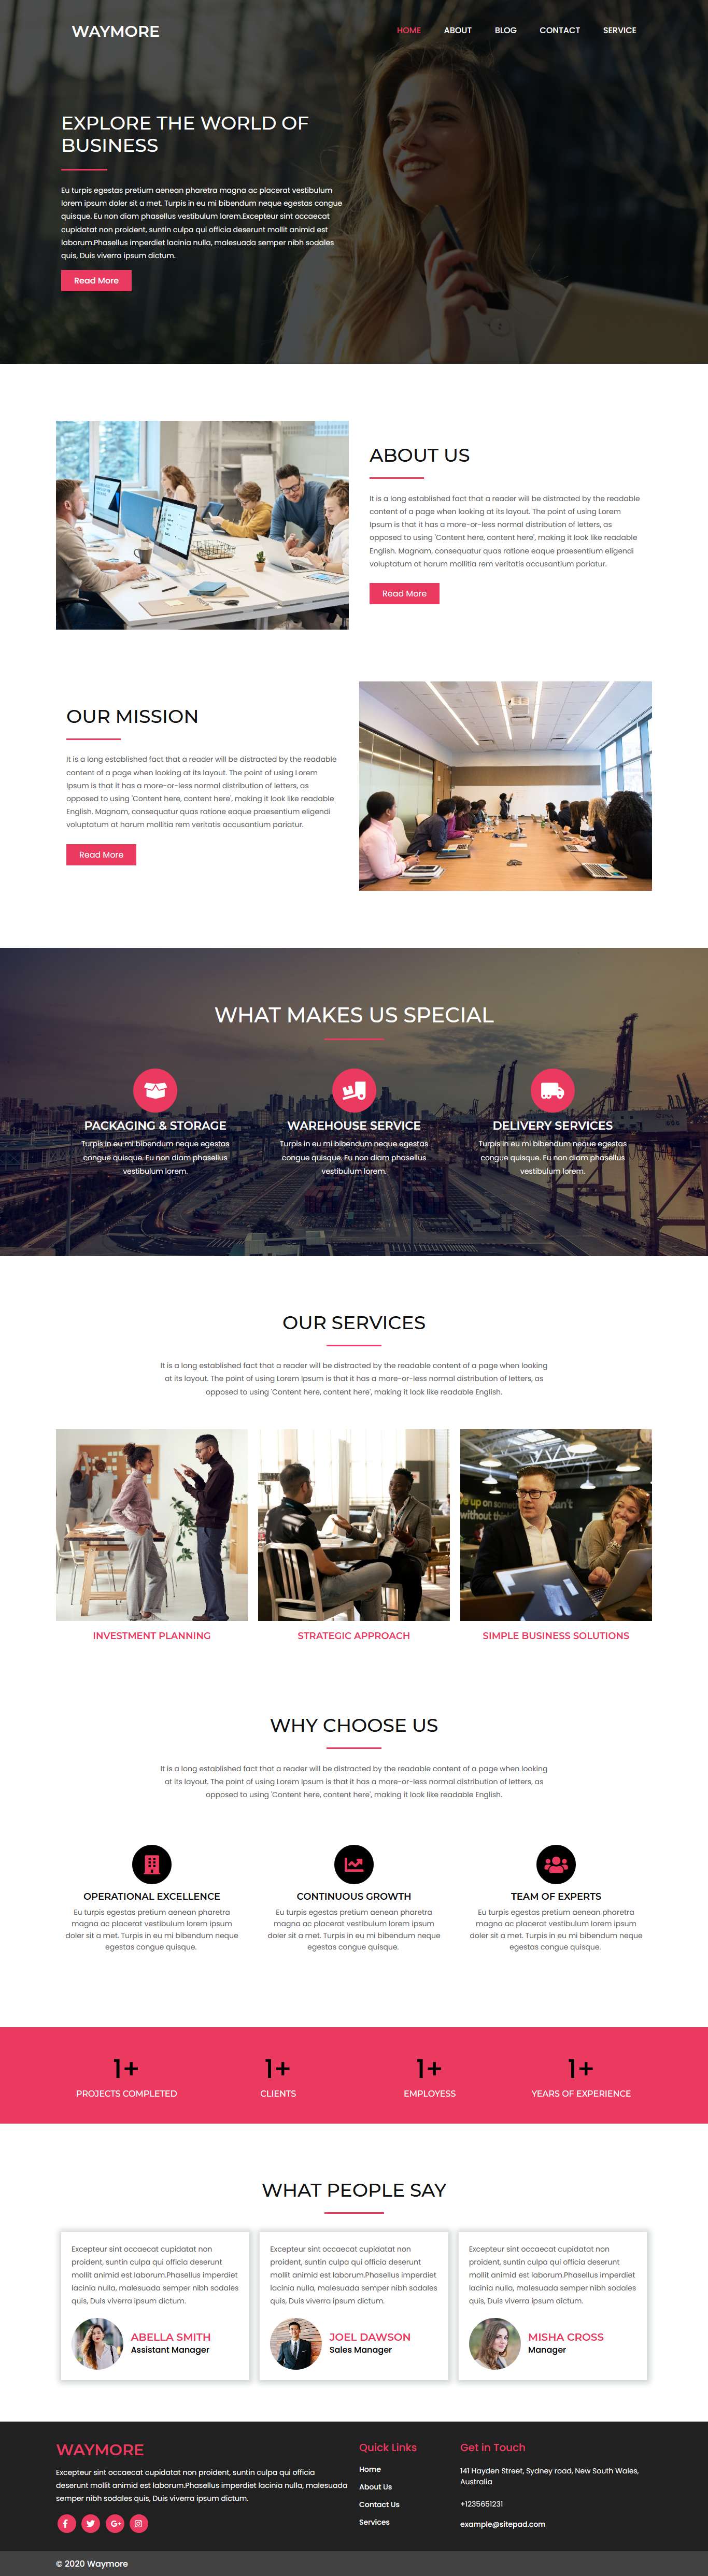 WAYMORE
HOME ABOUT BLOG CONTACT SERVICE
EXPLORE THE WORLD OF
BUSINESS
Eu turpis egestas pretium aenean pharetra magna ac placerat vestibulum
lorem ipsum doler sit a met. Turpis in eu mi bibendum neque egestas congue
quisque. Eu non diam phasellus vestibulum lorem.Excepteur sint occaecat
cupidatat non proident, suntin culpa qui officia deserunt mollit animid est
laborum.Phasellus imperdiet lacinia nulla, malesuada semper nibh sodales
quis, Duis viverra ipsum dictum.
Read More
ABOUT US
It is a long established fact that a reader will be distracted by the readable
content of a page when looking at its layout. The point of using Lorem
Ipsum is that it has a more-or-less normal distribution of letters, as
opposed to using 'Content here, content here', making it look like readable
English. Magnam, consequatur quas ratione eaque praesentium eligendi
voluptatum at harum mollitia rem veritatis accusantium pariatur.
Read More
OUR MISSION
It is a long established fact that a reader will be distracted by the readable
content of a page when looking at its layout. The point of using Lorem
Ipsum is that it has a more-or-less normal distribution of letters, as
opposed to using 'Content here, content here', making it look like readable
English. Magnam, consequatur quas ratione eaque praesentium eligendi
voluptatum at harum mollitia rem veritatis accusantium pariatur.
Read More
WHAT MAKES US SPECIAL
PACKAGING & STORAGE
Turpis in eu mi bibendum neque egestas
congue quisque. Eu non diam phasellus
vestibulum lorem.
WAREHOUSE SERVICE
Turpis in eu mi bibendum neque egestas
congue quisque. Eu non diam phasellus
vestibulum lorem.
DELIVERY SERVICES
Turpis in eu mi bibendum neque egestas
congue quisque. Eu non diam phasellus
vestibulum lorem.
OUR SERVICES
It is a long established fact that a reader will be distracted by the readable content of a page when looking
at its layout. The point of using Lorem Ipsum is that it has a more-or-less normal distribution of letters, as
opposed to using 'Content here, content here', making it look like readable English.
INVESTMENT PLANNING
STRATEGIC APPROACH
SIMPLE BUSINESS SOLUTIONS
WHY CHOOSE US
It is a long established fact that a reader will be distracted by the readable content of a page when looking
at its layout. The point of using Lorem Ipsum is that it has a more-or-less normal distribution of letters, as
opposed to using 'Content here, content here', making it look like readable English.
OPERATIONAL EXCELLENCE
Eu turpis egestas pretium aenean pharetra
magna ac placerat vestibulum lorem ipsum
doler sit a met. Turpis in eu mi bibendum neque
egestas congue quisque.
CONTINUOUS GROWTH
Eu turpis egestas pretium aenean pharetra
magna ac placerat vestibulum lorem ipsum
doler sit a met. Turpis in eu mi bibendum neque
egestas congue quisque.
TEAM OF EXPERTS
Eu turpis egestas pretium aenean pharetra
magna ac placerat vestibulum lorem ipsum
doler sit a met. Turpis in eu mi bibendum neque
egestas congue quisque.
1+
PROJECTS COMPLETED
1+
CLIENTS
1+
EMPLOYESS
1+
YEARS OF EXPERIENCE
WHAT PEOPLE SAY
Excepteur sint occaecat cupidatat non
proident, suntin culpa qui officia deserunt
mollit animid est laborum.Phasellus imperdiet
lacinia nulla, malesuada semper nibh sodales
quis, Duis viverra ipsum dictum.
ABELLA SMITH
Assistant Manager
Excepteur sint occaecat cupidatat non
proident, suntin culpa qui officia deserunt
mollit animid est laborum.Phasellus imperdiet
lacinia nulla, malesuada semper nibh sodales
quis, Duis viverra ipsum dictum.
JOEL DAWSON
Sales Manager
Excepteur sint occaecat cupidatat non
proident, suntin culpa qui officia deserunt
mollit animid est laborum.Phasellus imperdiet
lacinia nulla, malesuada semper nibh sodales
quis, Duis viverra ipsum dictum.
MISHA CROSS
Manager
WAYMORE
Excepteur sint occaecat cupidatat non proident, suntin culpa qui officia
deserunt mollit animid est laborum.Phasellus imperdiet lacinia nulla, malesuada
semper nibh sodales quis, Duis viverra ipsum dictum.
Quick Links
Home
About Us
Contact Us
Services
Get in Touch
141 Hayden Street, Sydney road, New South Wales,
Australia
+1235651231
example@sitepad.com
© 2020 Waymore